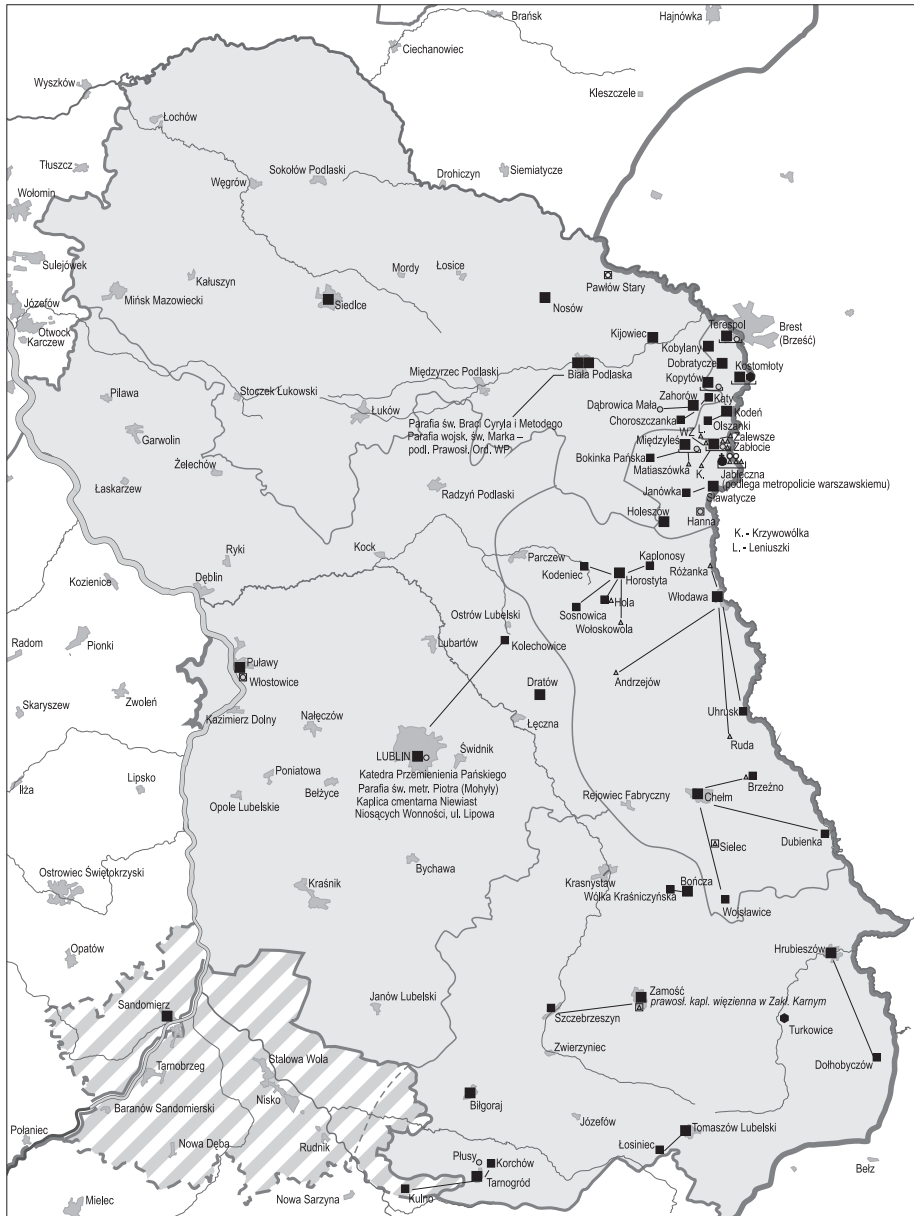 Brańsk
Hajnówka
Ciechanowiec
Wyszków
Kleszczele
Łochów
Tłuszcz
Sokołów Podlaski
Siemiatycze
Węgrów
Drohiczyn
Wołomin
Sulejówek
Kałuszyn
Mordy
Łosice
Pawłów Stary
Mińsk Mazowiecki
Siedlce
Nosów
Józefów
Otwock
Karczew
Terespol
Brest
(Brześć)
Kijowiec
Kobylany
Dobratycze
Kostomłoty
Międzyrzec Podlaski
Biała Podlaska
Kopytów
Pilawa
Stoczek Łukowski
Zahorów
Katy
Dąbrowica Mała
Kodeń
Łuków
Parafia św. Braci Cyryla i Metodego
Choroszczanka
Olszanki
Parafia wojsk. św. Marka –
podl. Prawosł. Ord. WP
WZ.
L.
Zalewsze
Garwolin
Międzyleś
Zabłocie
Żelechów
Bokinka Pańska
Matiaszówka
K.
Jabłeczna
(podlega metropolicie warszawskiemu)
Łaskarzew
Radzyń Podlaski
Janówka
Sławatycze
Holeszów
Hanna
K. - Krzywowólka
L. - Leniuszki
Ryki
Kock
Parczew
Kaplonosy
Różanka
Kozienice
Dęblin
Kodeniec
Horostyta
Włodawa
Ostrów Lubelski
Sosnowica
Hola
Wołoskowola
Radom
Pionki
Lubartów
Kolechowice
Puławy
Włostowice
Andrzejów
Zwoleń
Dratów
Skaryszew
Kazimierz Dolny
Nałęczów
Łęczna
Uhrusk
Ruda
LUBLIN
Świdnik
Katedra Przemienienia Pańskiego
Parafia św. metr. Piotra (Mohyły)
Kaplica cmentarna Niewiast
Niosących Wonności, ul. Lipowa
Iłża
Lipsko
Poniatowa
Bełżyce
Opole Lubelskie
Brzeźno
Rejowiec Fabryczny
Chełm
Dubienka
Sielec
Bychawa
Ostrowiec Świętokrzyski
Kraśnik
Krasnystaw
Bończa
Wólka Kraśniczyńska
Wojsławice
Opatów
Hrubieszów
Sandomierz
Janów Lubelski
Zamość
prawosł. kapl. więzienna w Zakł. Karnym
Szczebrzeszyn
Turkowice
Zwierzyniec
Stalowa Wola
Tarnobrzeg
Dołhobyczów
Nisko
Biłgoraj
Baranów Sandomierski
Józefów
Tomaszów Lubelski
Połaniec
Rudnik
Nowa Dęba
Łosiniec
Płusy
Korchów
Bełz
Tarnogród
Mielec
Nowa Sarzyna
Kulno